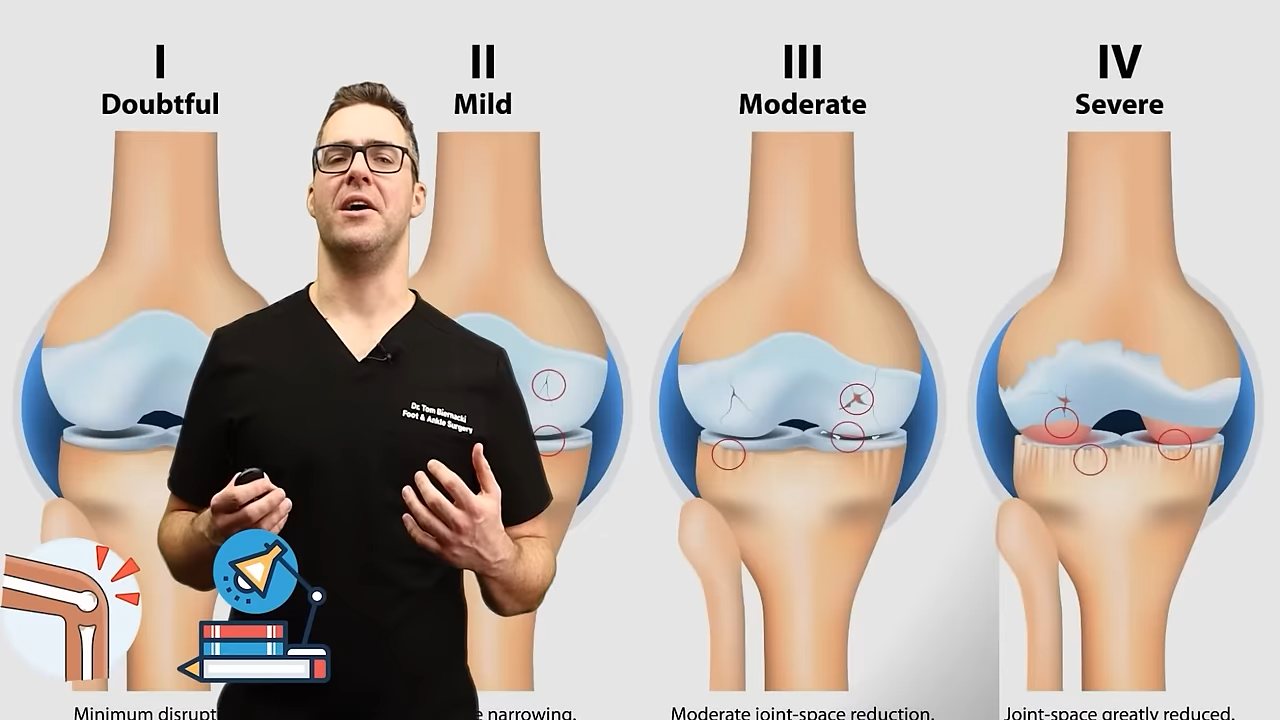 I
Doubtful
II
Mild
III
Moderate
IV
Severe
Dr. Tom Biernacki
Foot & Ankle Surgery
Minimum disrupt
e narrowing.
Moderate joint-space reduction.
Joint-space greatly reduced.